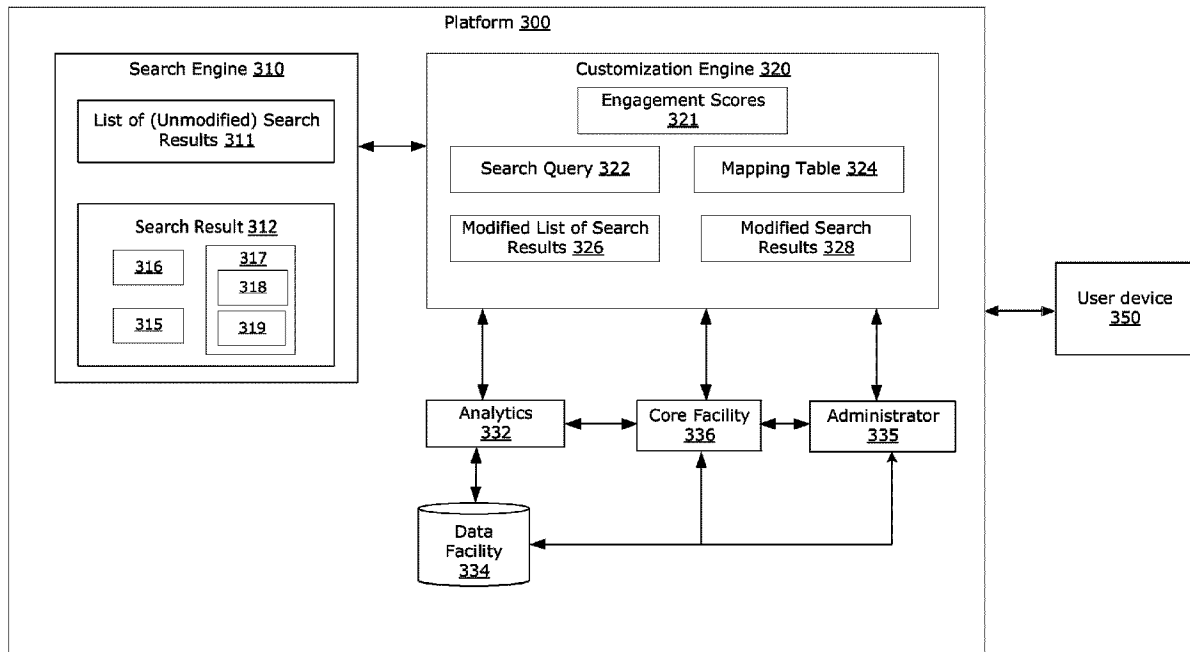 Platform 300
Search Engine 310
List of (Unmodified) Search
Results 311
Search Result 312
316
317
318
315
319
Customization Engine 320
Engagement Scores
321
Search Query 322
Mapping Table 324
Modified List of Search
Results 326
Modified Search
Results 328
User device
350
Analytics
332
Core Facility
336
Administrator
335
Data
Facility
334